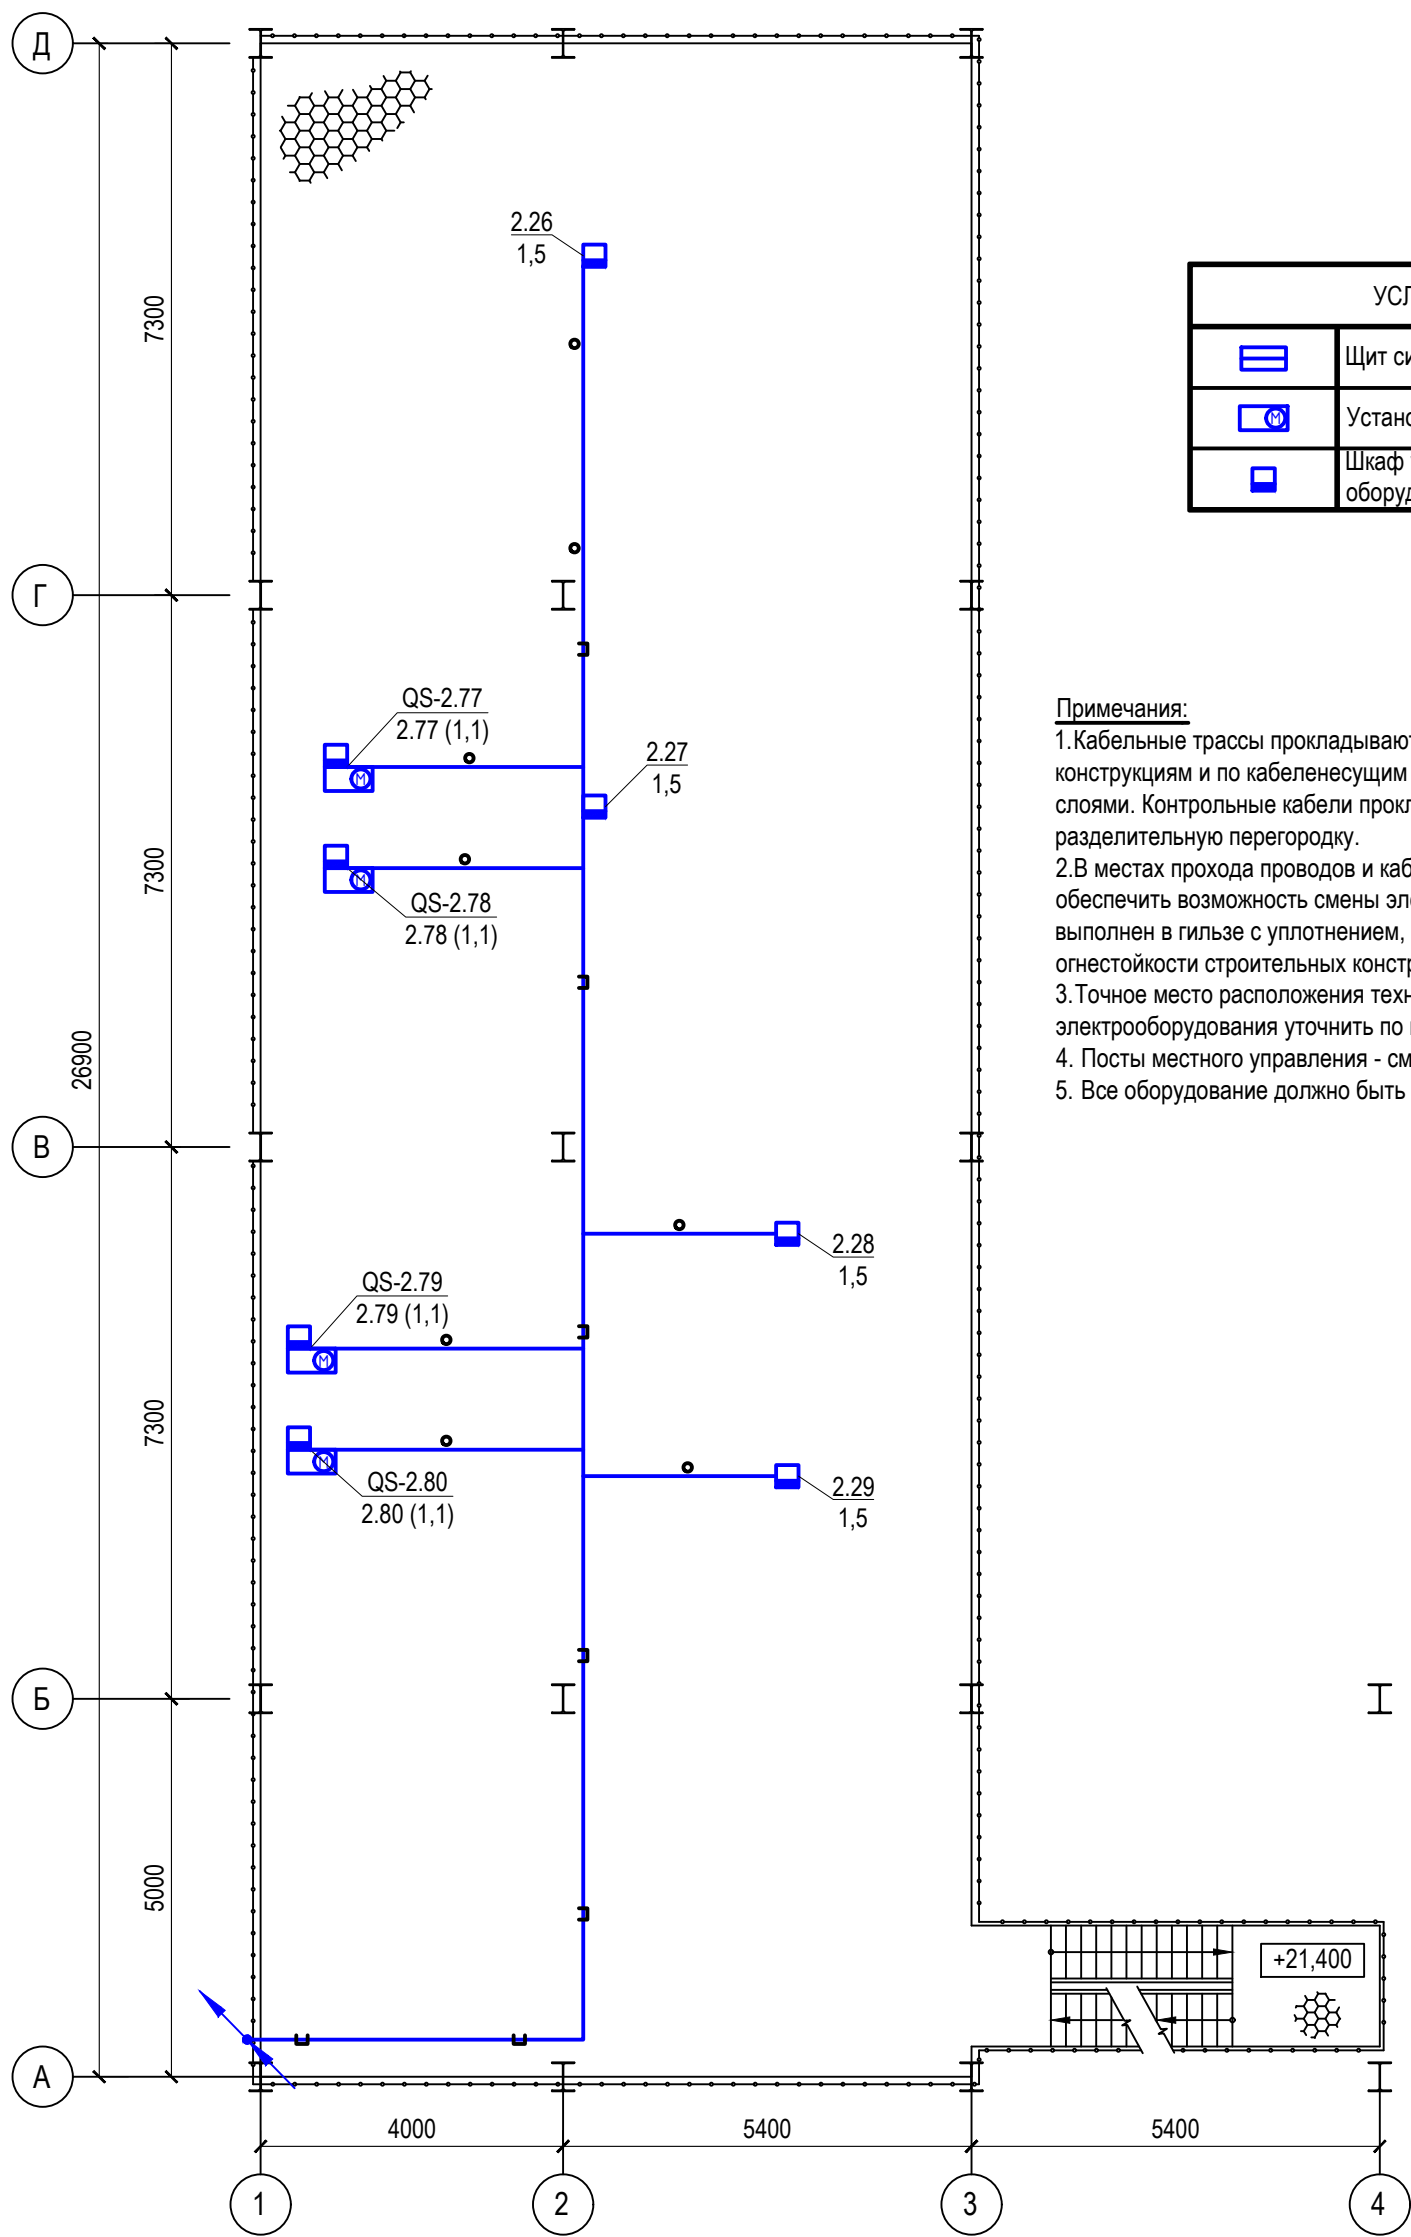 Д
2.26
1,5
7300
УСЛ
Щит си
М
Устано
Шкаф
оборуд
Г
QS-2.77
2.77 (1,1)
М
2.27
1,5
7300
М
QS-2.78
2.78 (1,1)
Примечания:
1.Кабельные трассы прокладывают
конструкциям и по кабеленесущим
слоями. Контрольные кабели прокл
разделительную перегородку.
2.В местах прохода проводов и каб
обеспечить возможность смены эле
выполнен в гильзе с уплотнением,
огнестойкости строительных констр
3.Точное место расположения техн
электрооборудования уточнить по
4. Посты местного управления - см
5. Все оборудование должно быть
26900
В
2.28
1,5
QS-2.79
2.79 (1,1)
М
7300
М
QS-2.80
2.80 (1,1)
2.29
1,5
Б
5000
+21,400
А
4000
5400
5400
1
2
3
4